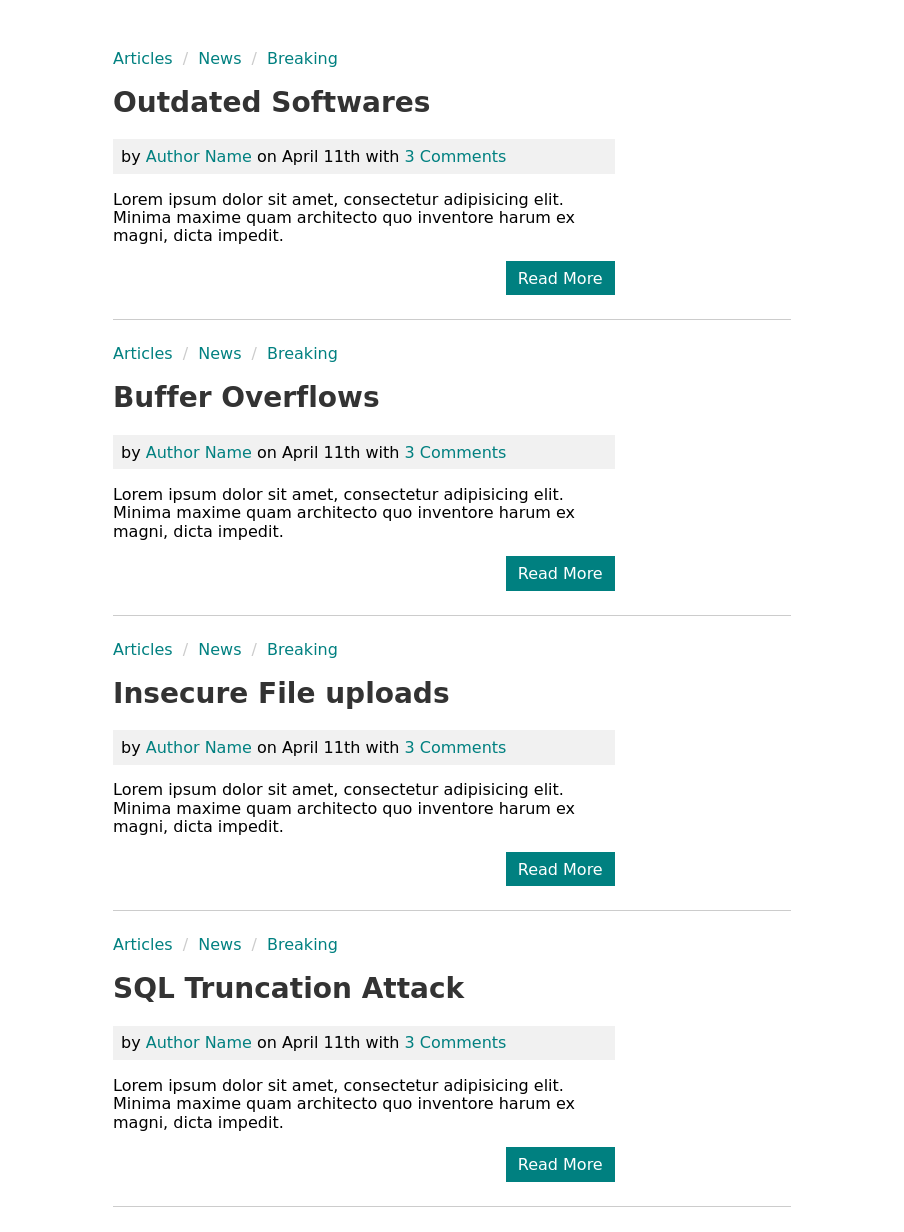 Articles / News / Breaking
Outdated Softwares
by Author Name on April 11th with 3 Comments
Lorem ipsum dolor sit amet, consectetur adipisicing elit.
Minima maxime quam architecto quo inventore harum ex
magni, dicta impedit.
Read More
Articles / News / Breaking
Buffer Overflows
by Author Name on April 11th with 3 Comments
Lorem ipsum dolor sit amet, consectetur adipisicing elit.
Minima maxime quam architecto quo inventore harum ex
magni, dicta impedit.
Read More
Articles / News / Breaking
Insecure File uploads
by Author Name on April 11th with 3 Comments
Lorem ipsum dolor sit amet, consectetur adipisicing elit.
Minima maxime quam architecto quo inventore harum ex
magni, dicta impedit.
Read More
Articles / News / Breaking
SQL Truncation Attack
by Author Name on April 11th with 3 Comments
Lorem ipsum dolor sit amet, consectetur adipisicing elit.
Minima maxime quam architecto quo inventore harum ex
magni, dicta impedit.
Read More